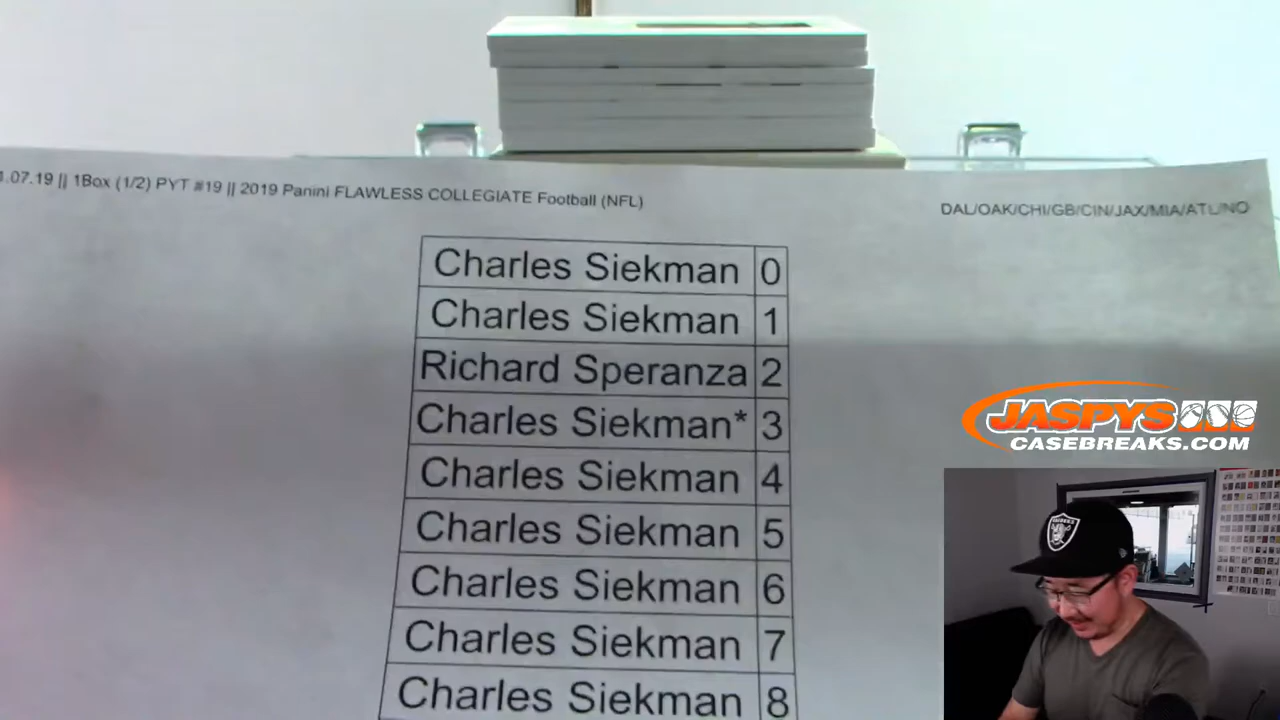 1.07.19 || 1Box (1/2) PYT #19 || 2019 Panini FLAWLESS COLLEGIATE Football (NFL)
DAL/OAK/CHI/GB/CIN/JAX/MIA/ATL/NO
Charles Siekman 0
Charles Siekman 1
Richard Speranza 2
Charles Siekman* 3
Charles Siekman 4
Charles Siekman 5
Charles Siekman 6
Charles Siekman 7
Charles Siekman 8
JASPYS
CASEBREAKS.COM
RAIDERS